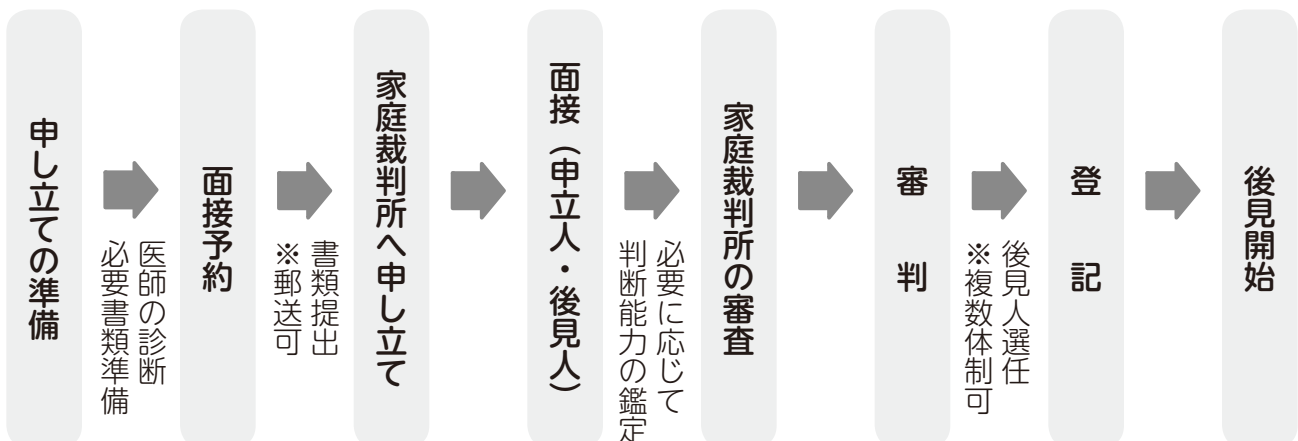 申し立ての準備
医師の診断
必要書類準備
面接予約
書類提出
※郵送可
家庭裁判所へ申し立て
面接（申立人・後見人）
必要に応じて
判断能力の鑑定
家庭裁判所の審査
審判
後見人選任
※複数体制可
登記
後見開始